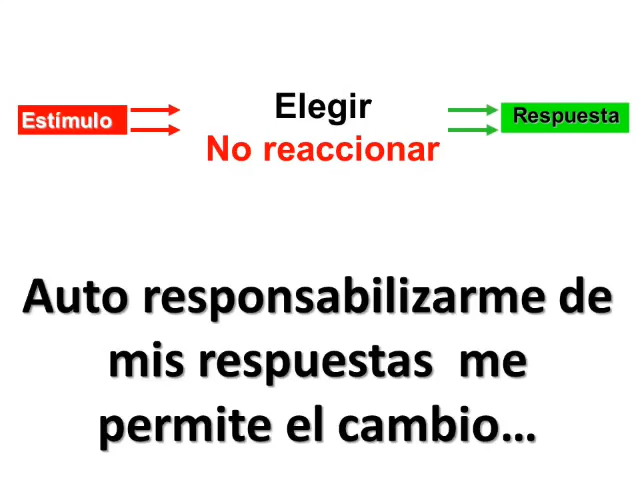 Elegir
Estímulo
Respuesta
No reaccionar
Auto responsabilizarme de
mis respuestas me
permite el cambio...